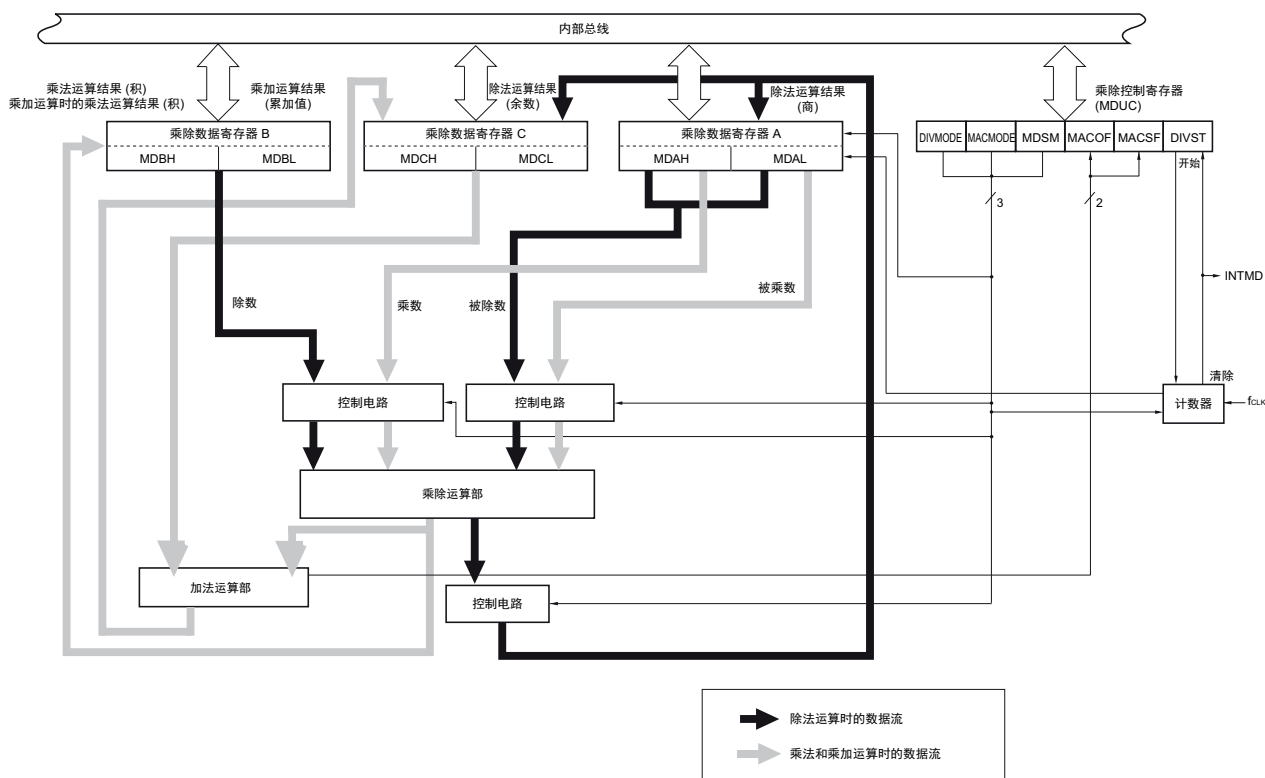 内部总线
乘法运算结果 (积)
乘加运算时的乘法运算结果 (积)
乘加运算结果
(累加值)
除法运算结果
(余数)
除法运算结果
(商)
乘除控制寄存器
(MDUC)
乘除数据寄存器 B
MDBH
MDBL
乘除数据寄存器 C
MDCH
MDCL
乘除数据寄存器 A
MDAH
MDAL
DIVMODE
MACMODE
MDSM
MACOF
MACSF
DIVST
开始
3
2
INTMD
除数
乘数
被除数
被乘数
清除
控制电路
控制电路
计数器
fCLK
乘除运算部
加法运算部
控制电路
除法运算时的数据流
乘法和乘加运算时的数据流